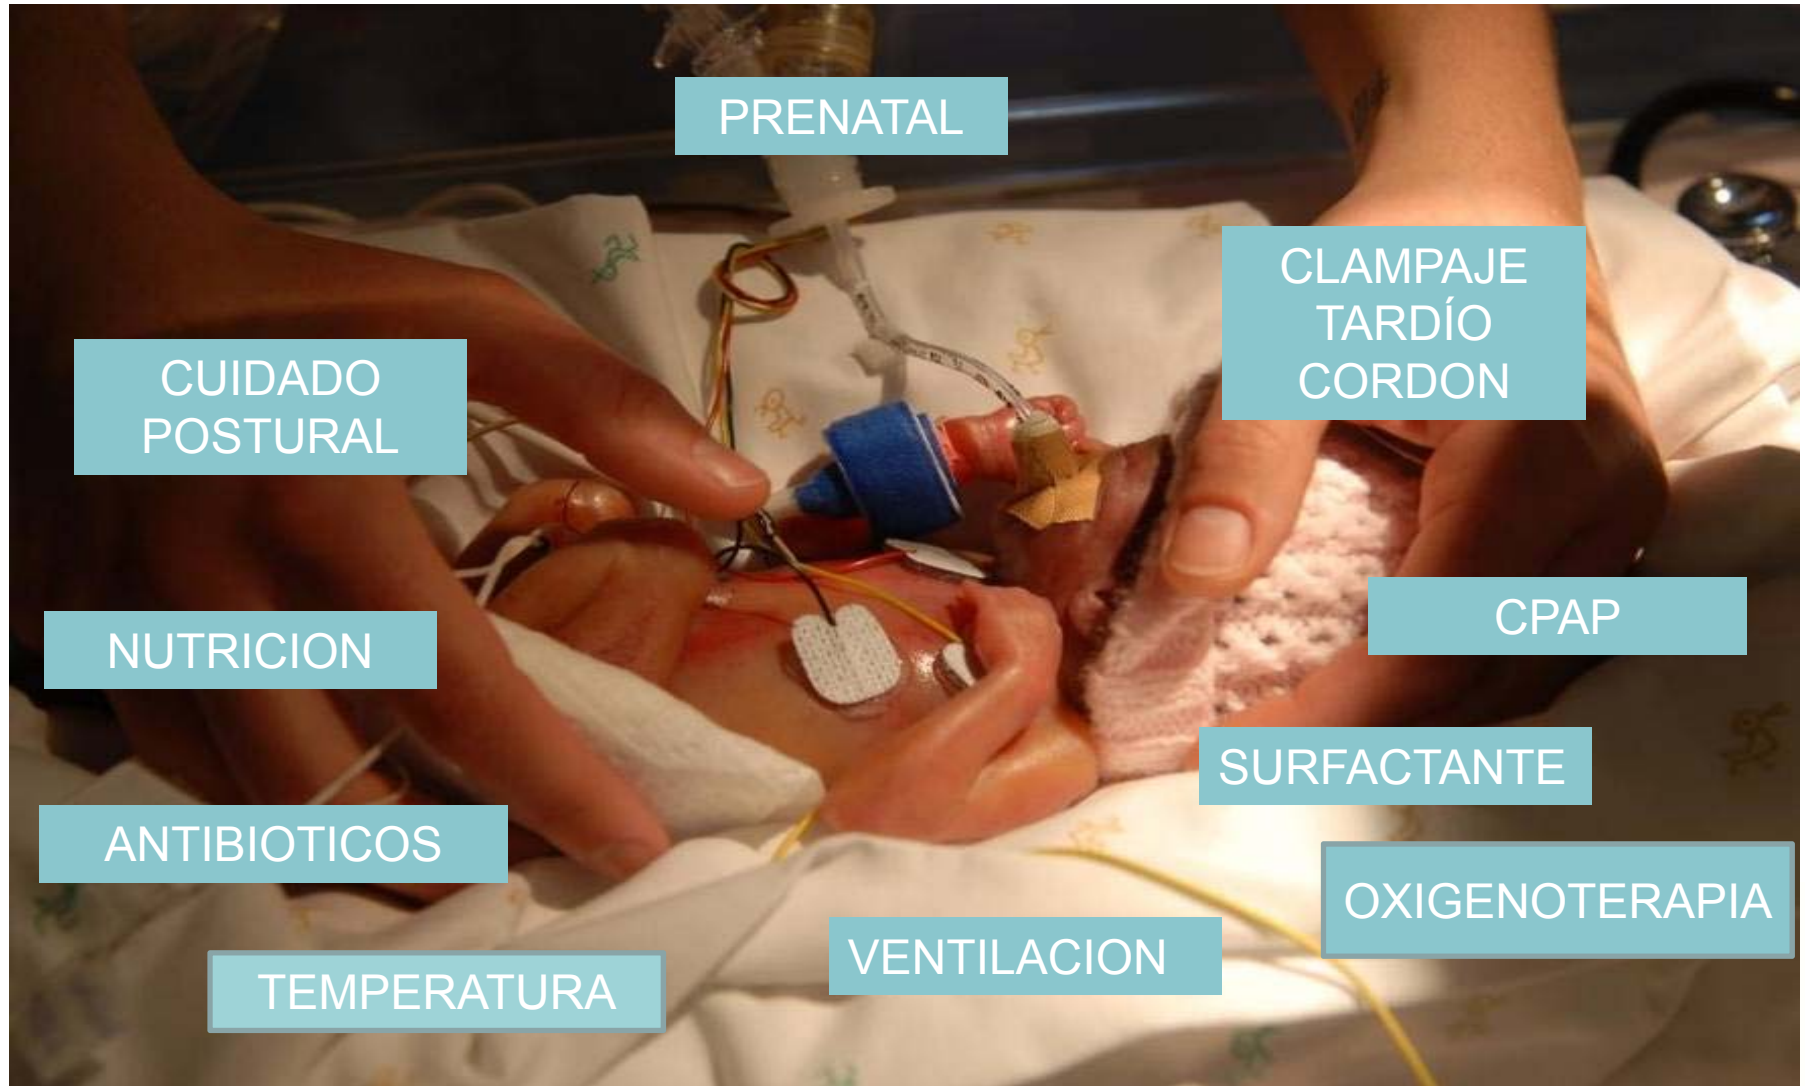 PRENATAL
CLAMPAJE
TARDÍO
CORDON
CUIDADO
POSTURAL
CPAP
NUTRICION
SURFACTANTE
ANTIBIOTICOS
OXIGENOTERAPIA
VENTILACION
TEMPERATURA